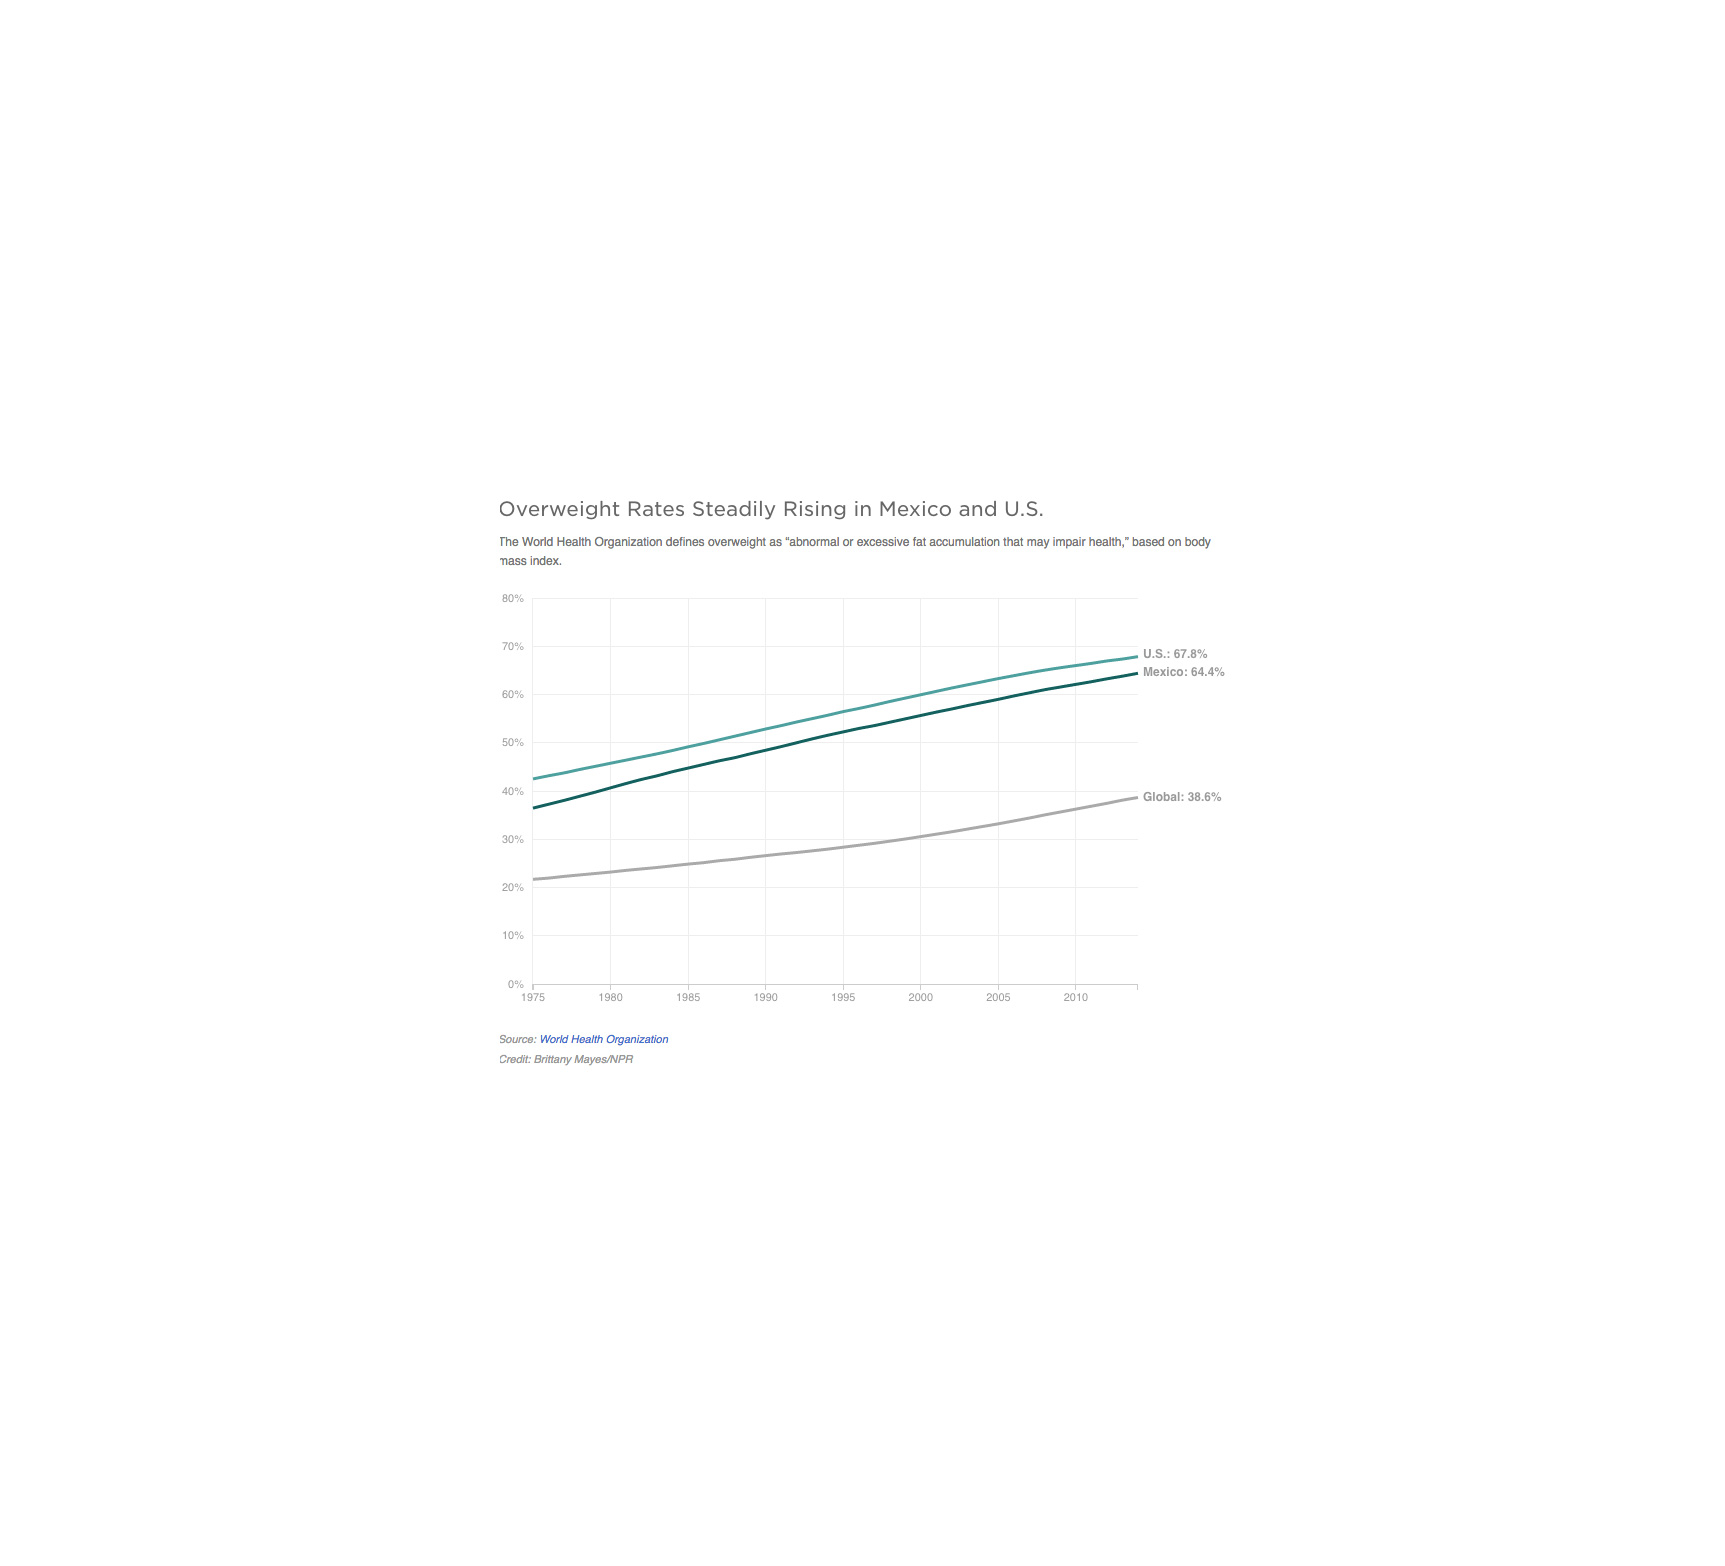 Overweight Rates Steadily Rising in Mexico and U.S.
The World Health Organization defines overweight as “abnormal or excessive fat accumulation that may impair health,” based on body
mass index.
80%
70%
U.S.: 67.8%
Mexico: 64.4%
60%
50%
40%
Global: 38.6%
30%
20%
10%
0%
1975 1980 1985 1990 1995 2000 2005 2010
Source: World Health Organization
Credit: Brittany Mayes/NPR